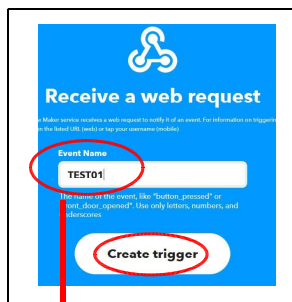 Receive a web request
e Maker service receives a web request to notify it of an event. For information on triggerin
n the listed URL (web) or tap your username (mobile)
Event Name
TEST01
The name of the event, like "button_pressed" or
front_door_opened". Use only letters, numbers, and
underscores
Create trigger